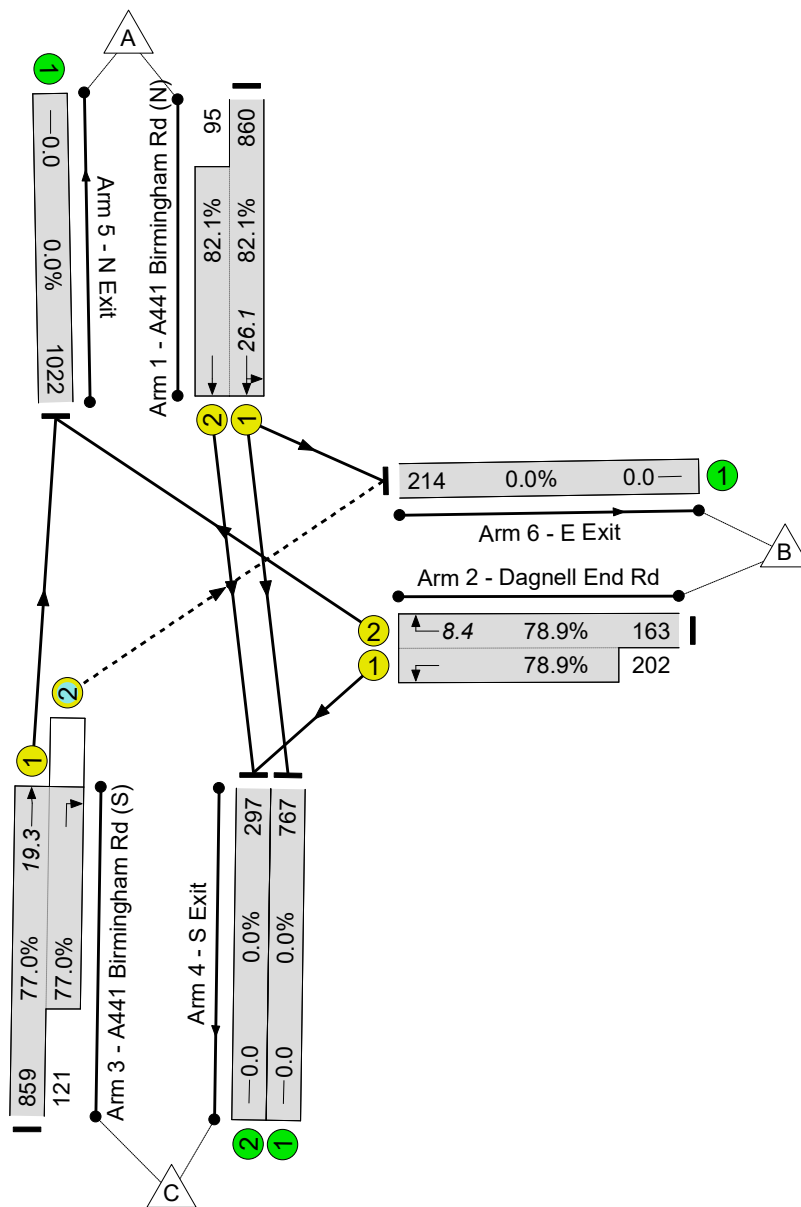 A
1
0.0
0.0%
1022
Arm 5 - N Exit
Arm 1 - A441 Birmingham Rd (N)
95
82.1%
860
82.1%
26.1
2
1
214 0.0% 0.0
1
Arm 6 - E Exit
B
Arm 2 - Dagnell End Rd
2
8.4 78.9% 163
1
78.9% 202
2
1
19.3
77.0%
859
77.0%
121
Arm 3 - A441 Birmingham Rd (S)
Arm 4 - S Exit
297
0.0%
0.0
767
0.0%
0.0
2
1
C